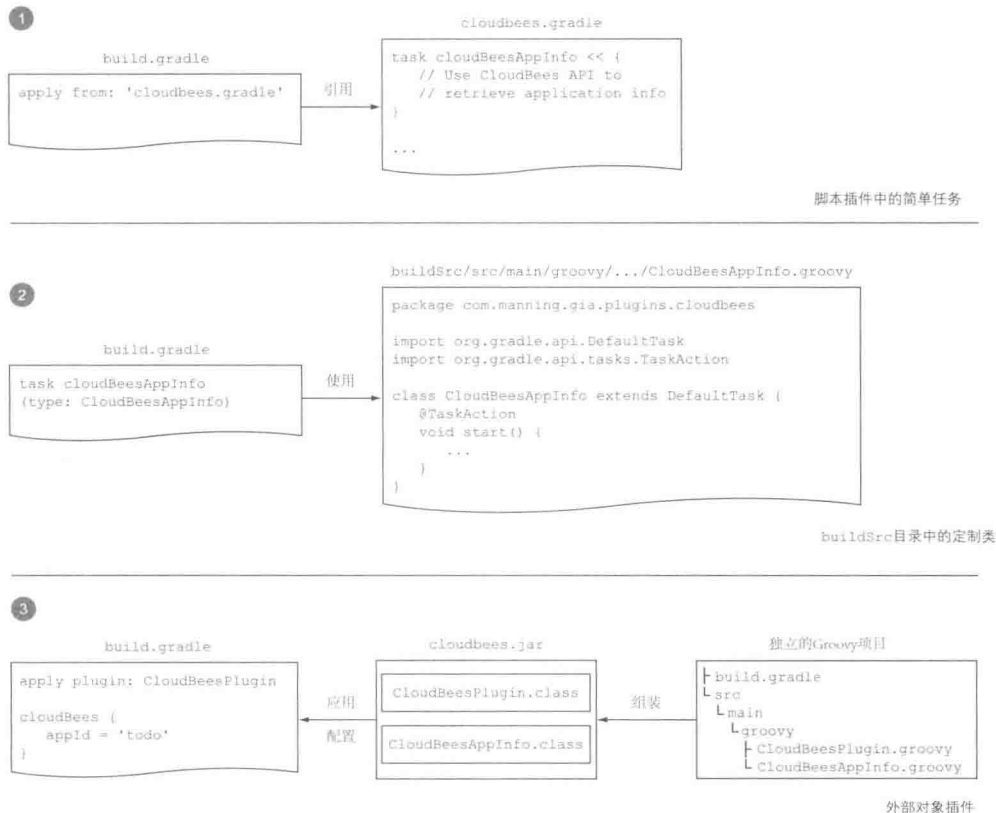 1
cloudbees.gradle
build.gradle
apply from: 'cloudbees.gradle'
引用
task cloudBeesAppInfo << {
// Use CloudBees API to
// retrieve application info
}
...
脚本插件中的简单任务
2
buildSrc/src/main/groovy/.../CloudBeesAppInfo.groovy
build.gradle
task cloudBeesAppInfo
(type: CloudBeesAppInfo)
使用
package com.manning.gia.plugins.cloudbees
import org.gradle.api.DefaultTask
import org.gradle.api.tasks.TaskAction
class CloudBeesAppInfo extends DefaultTask {
@TaskAction
void start() {
...
}
}
buildSrc目录中的定制类
3
build.gradle
apply plugin: CloudBeesPlugin
cloudBees {
appId = 'todo'
}
应用
配置
cloudbees.jar
CloudBeesPlugin.class
CloudBeesAppInfo.class
组装
独立的Groovy项目
build.gradle
src
main
groovy
CloudBeesPlugin.groovy
CloudBeesAppInfo.groovy
外部对象插件